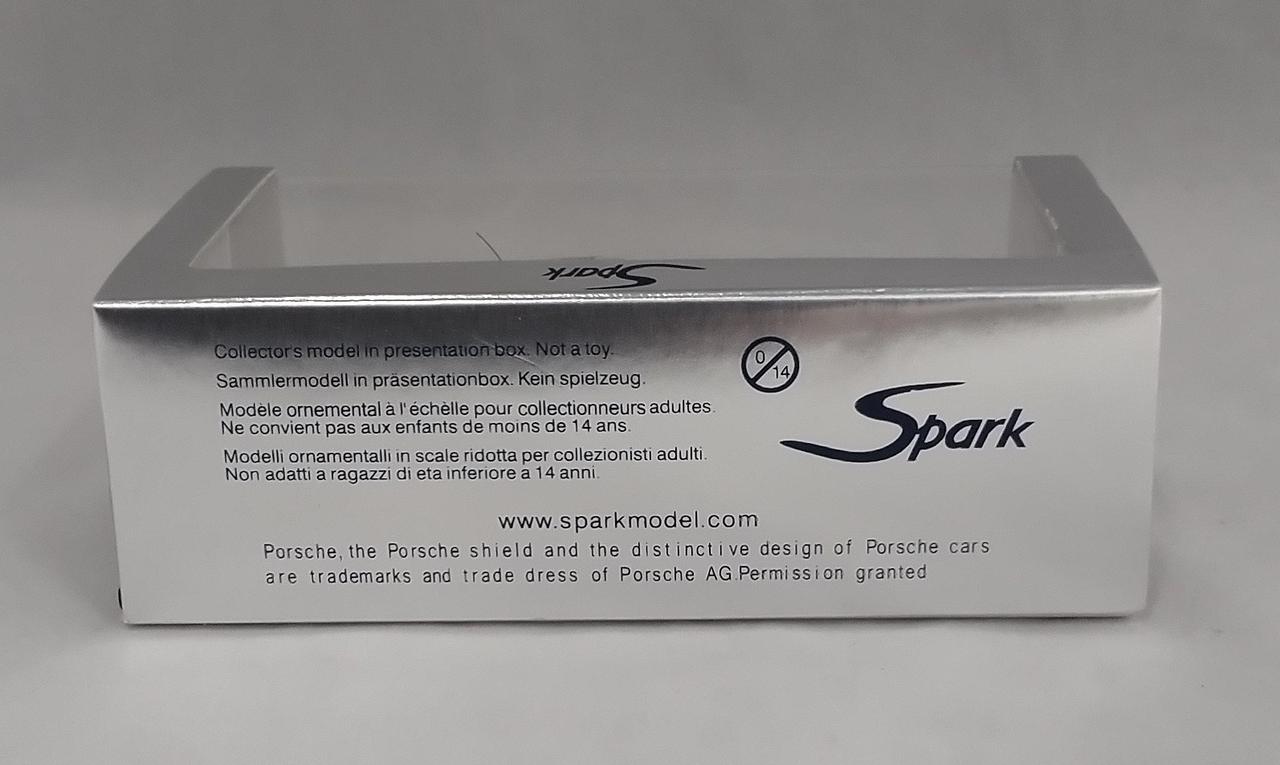 Spark
Collector's model in presentation box. Not a toy.
Sammlermodell in präsentationbox. Kein spielzeug.
Modèle ornemental à l'échèlle pour collectionneurs adultes.
Ne convient pas aux enfants de moins de 14 ans.
Modelli ornamentalli in scale ridotta per collezionisti adulti.
Non adatti a ragazzi di eta inferiore a 14 anni.
0/14
Spark
www.sparkmodel.com
Porsche, the Porsche shield and the distinctive design of Porsche cars
are trademarks and trade dress of Porsche AG.Permission granted